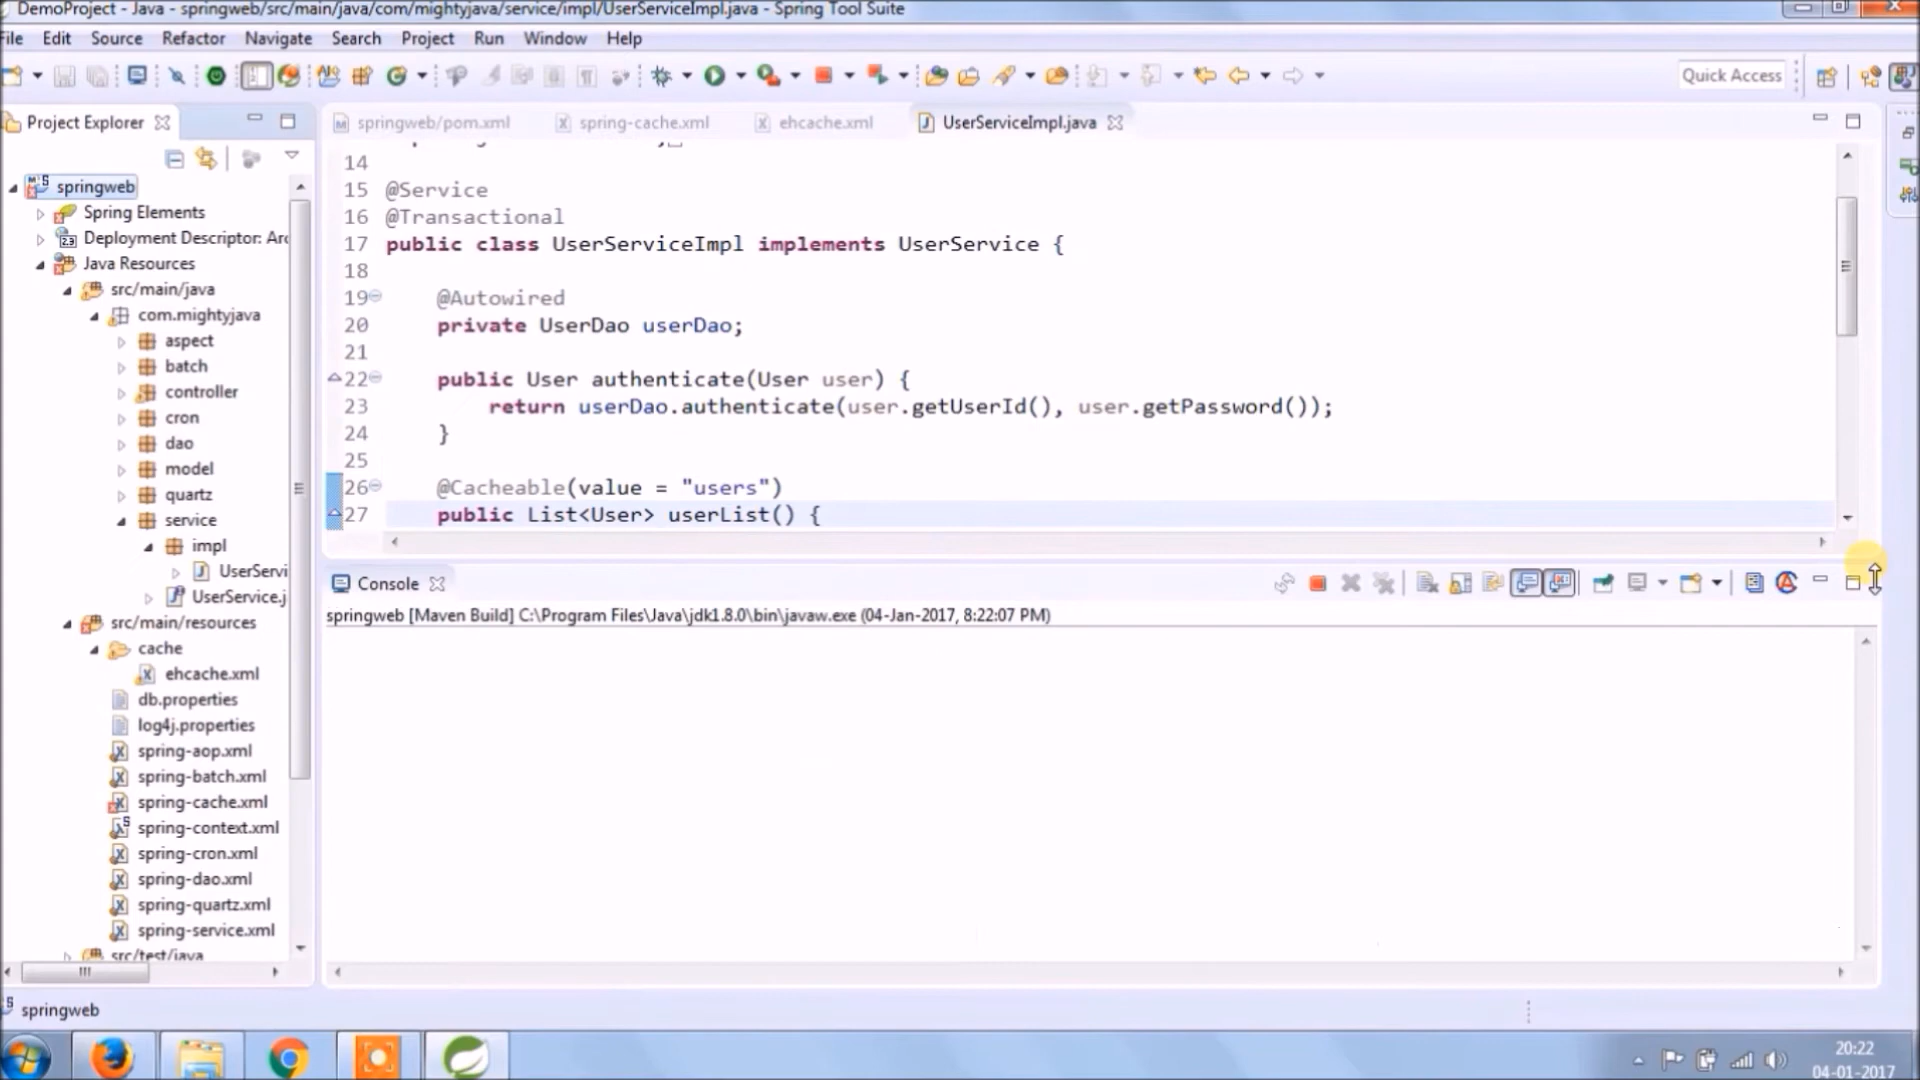 DemoProject - Java - springweb/src/main/java/com/mightyjava/service/impl/UserServiceImpl.java - Spring Tool Suite
File Edit Source Refactor Navigate Search Project Run Window Help
Quick Access
Project Explorer
springweb/pom.xml spring-cache.xml ehcache.xml UserServiceImpl.java
springweb
Spring Elements
Deployment Descriptor: Arc
Java Resources
src/main/java
com.mightyjava
aspect
batch
controller
cron
dao
model
quartz
service
impl
UserServi
UserService.j
src/main/resources
cache
ehcache.xml
db.properties
log4j.properties
spring-aop.xml
spring-batch.xml
spring-cache.xml
spring-context.xml
spring-cron.xml
spring-dao.xml
spring-quartz.xml
spring-service.xml
src/test/java
14
15 @Service
16 @Transactional
17 public class UserServiceImpl implements UserService {
18
19 @Autowired
20 private UserDao userDao;
21
22 public User authenticate(User user) {
23 return userDao.authenticate(user.getUserId(), user.getPassword());
24 }
25
26 @Cacheable(value = "users")
27 public List<User> userList() {
Console
springweb [Maven Build] C:\Program Files\Java\jdk1.8.0\bin\javaw.exe (04-Jan-2017, 8:22:07 PM)
springweb
20:22
04-01-2017